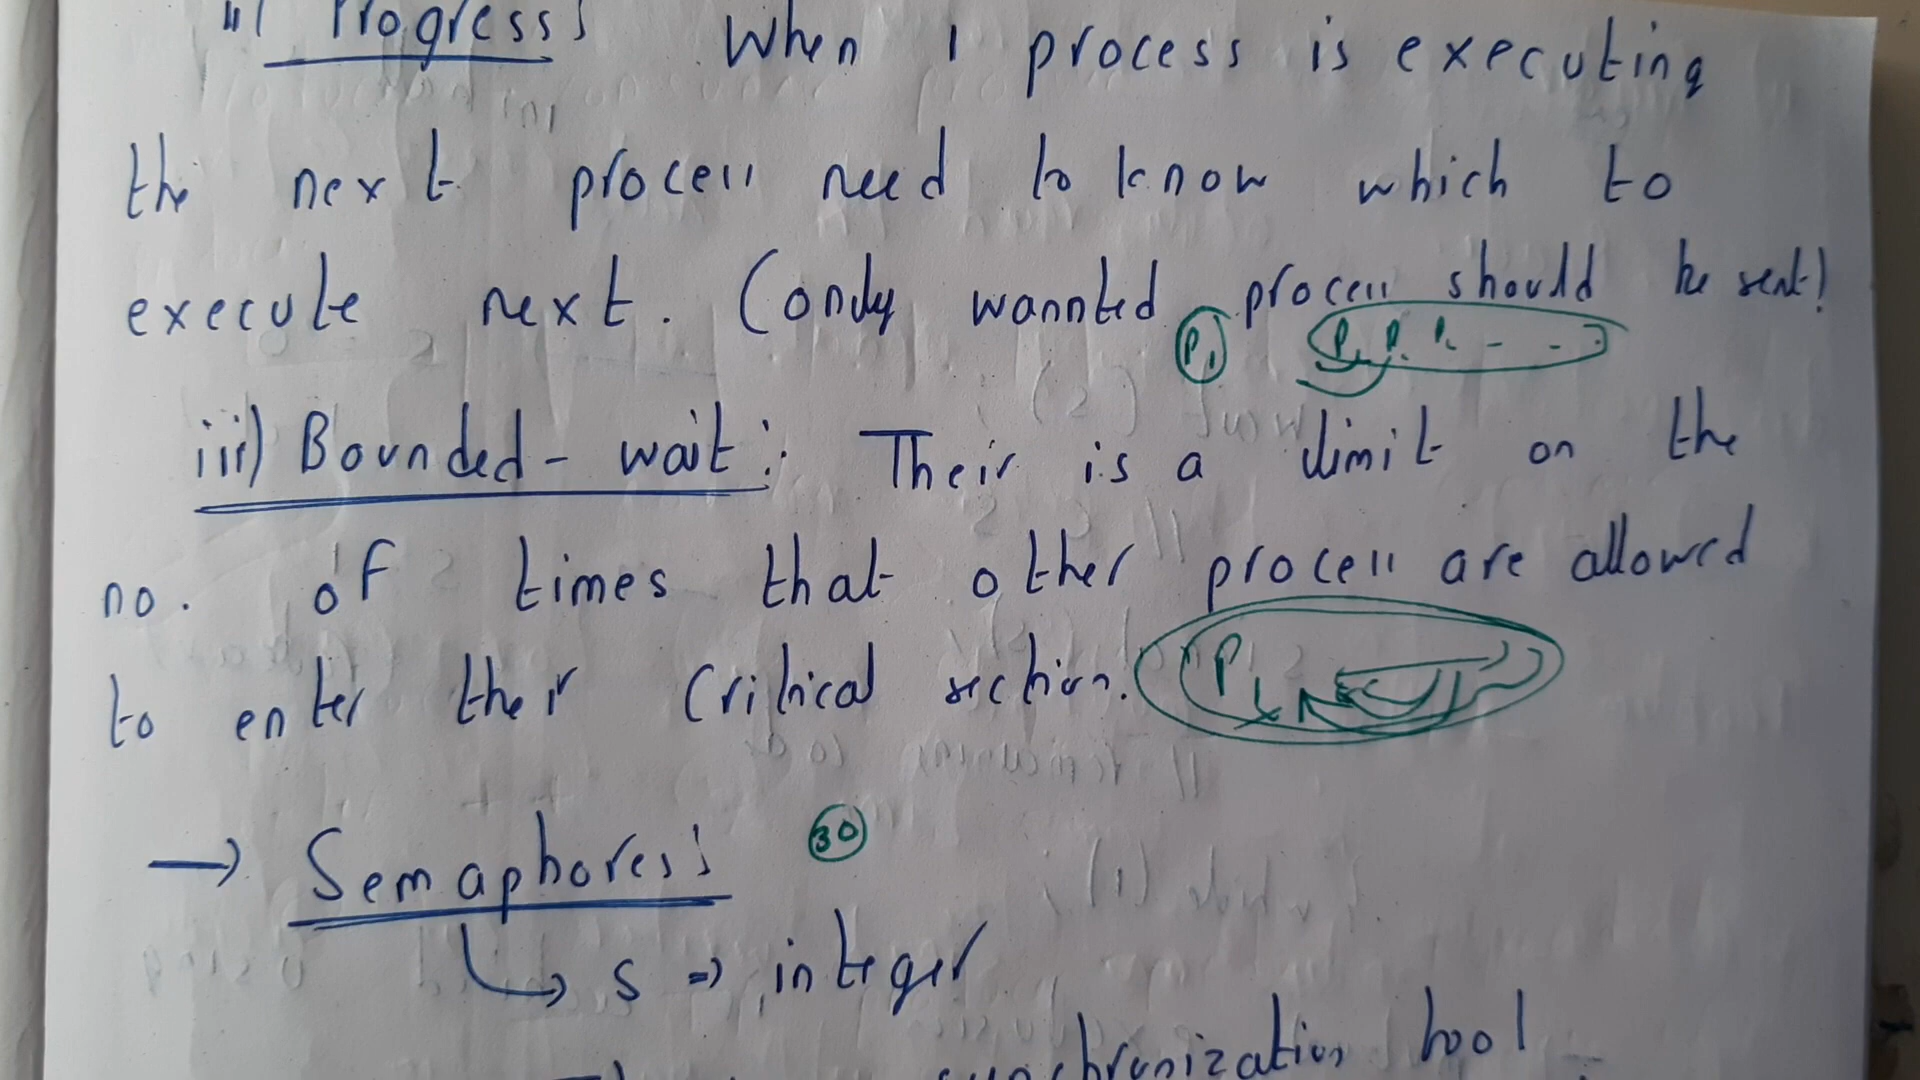 ii) Progress: When 1 process is executing
the next process need to know which to
execute next. (only wannted process should be sent)
P1
iii) Bounded - wait: Their is a limit on the
no. of times that other process are allowed
to enter their critical section.
→ Semaphores: 30
↳ s ⇒ integer
synchronization tool